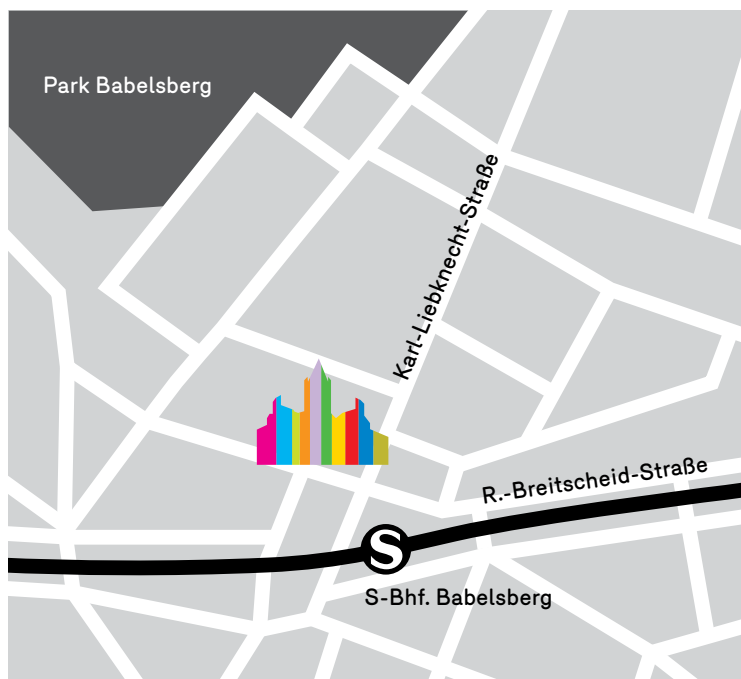 Park Babelsberg
Karl-Liebknecht-Straße
R.-Breitscheid-Straße
S
S-Bhf. Babelsberg